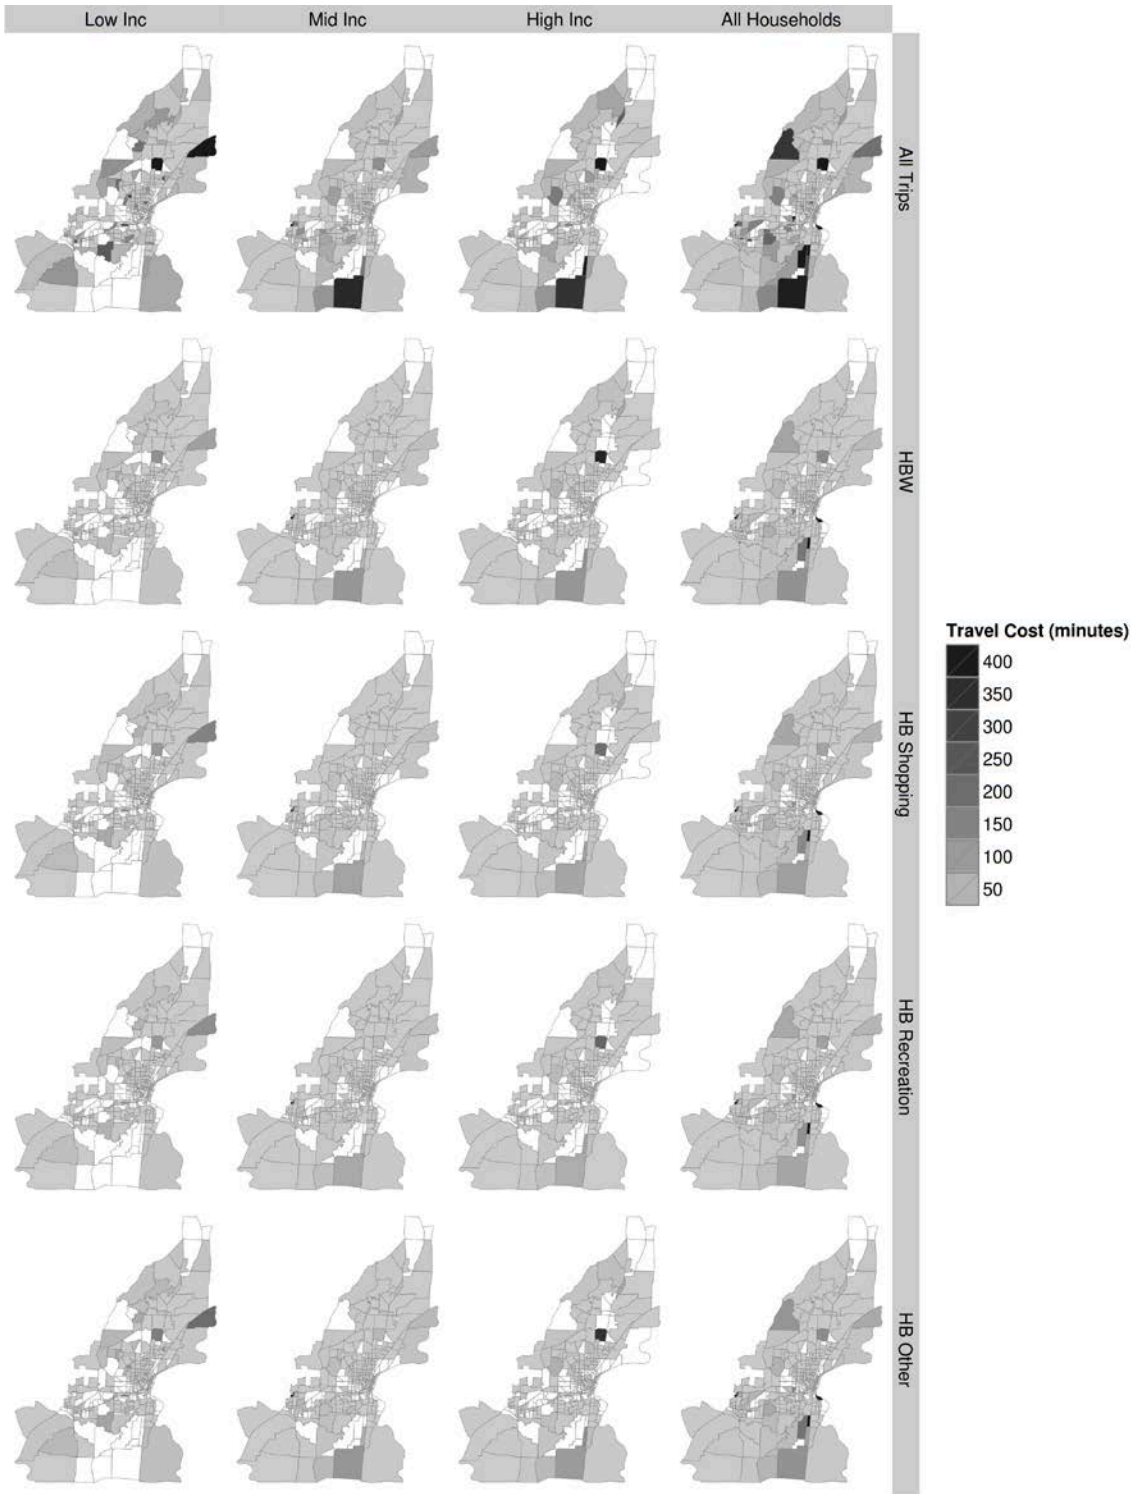 Low Inc
Mid Inc
High Inc
All Households
All Trips
HBW
HB Shopping
HB Recreation
HB Other
Travel Cost (minutes)
400
350
300
250
200
150
100
50